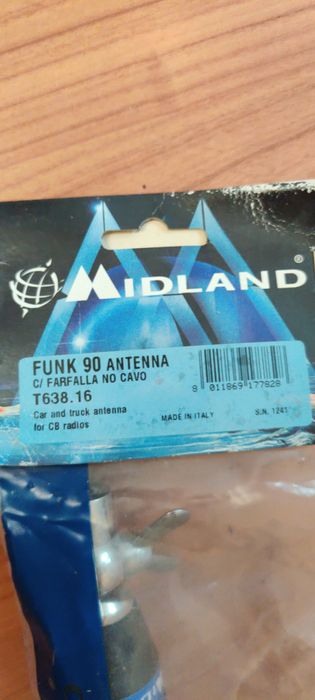 MIDLAND®
FUNK 90 ANTENNA
C/ FARFALLA NO CAVO
T638.16
Car and truck antenna
for CB radios
8 011869 177828
MADE IN ITALY
S.N. 1241